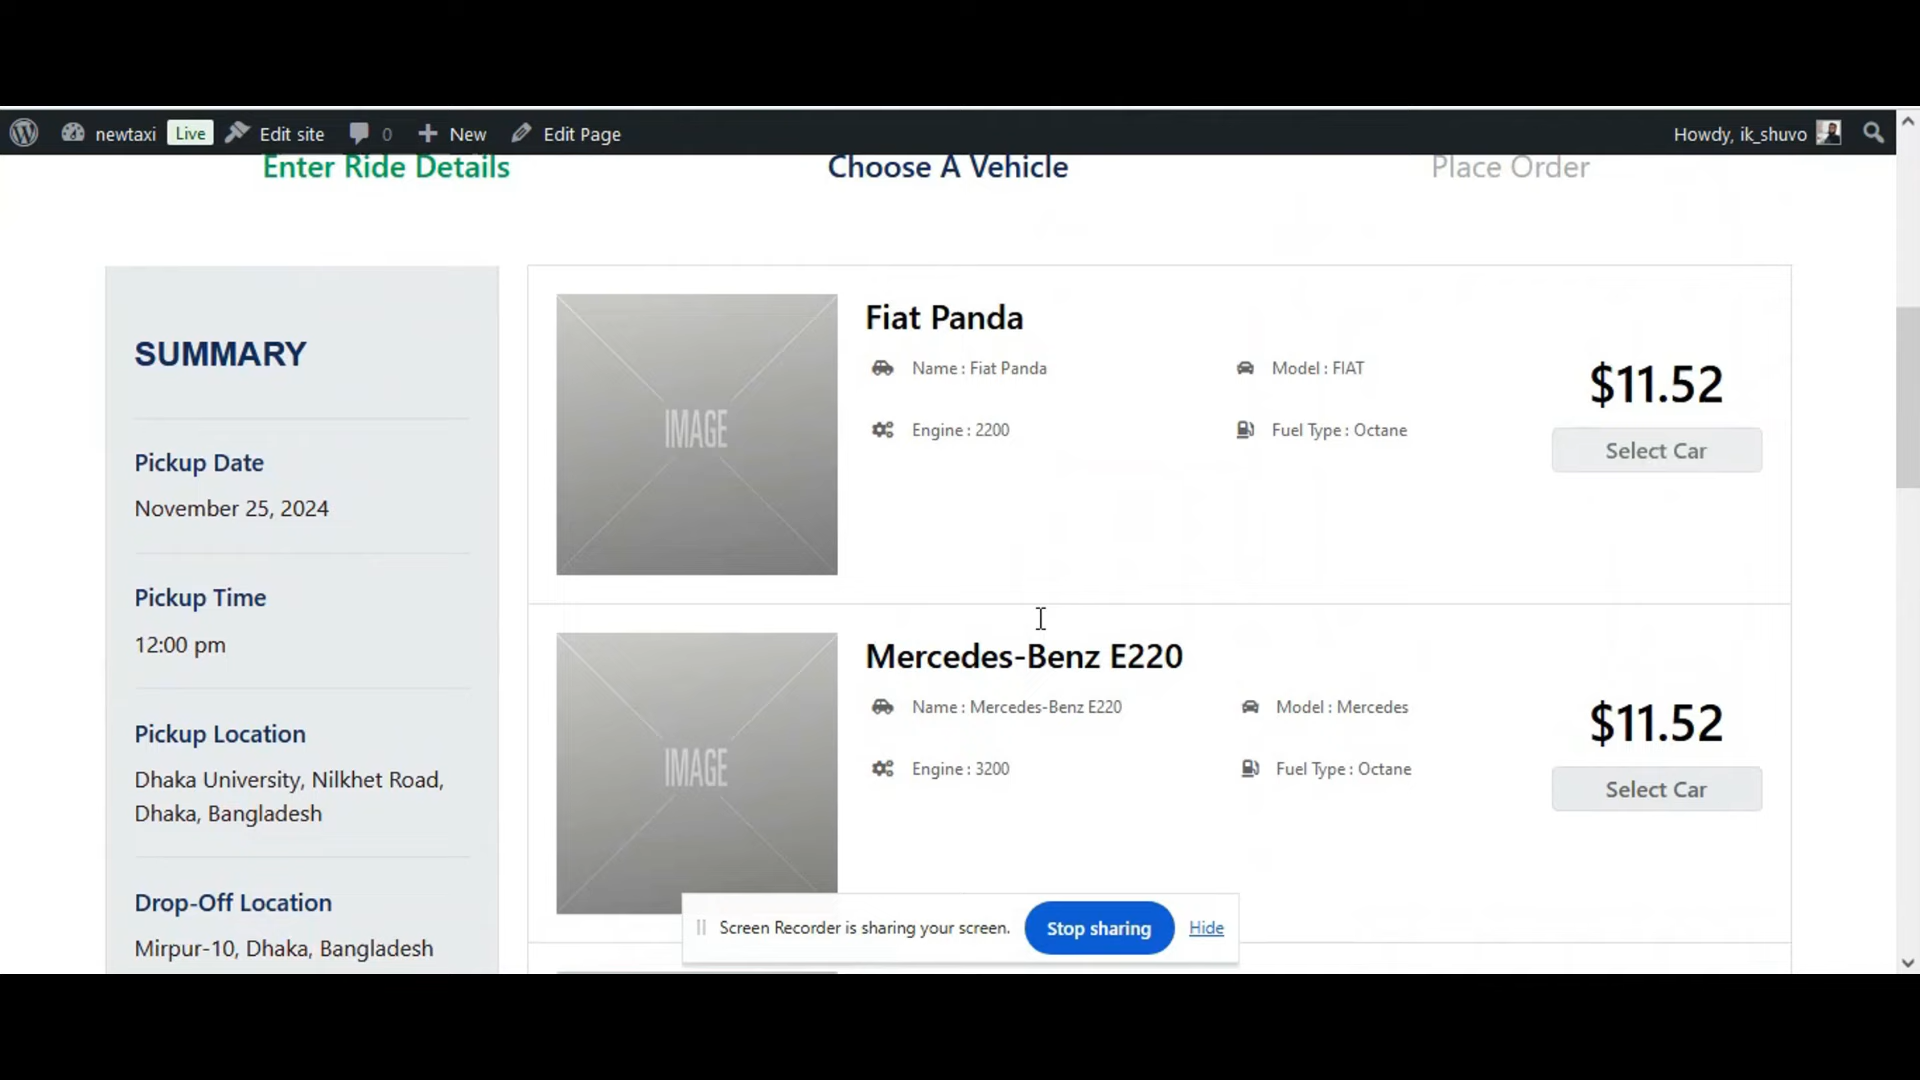 newtaxi Live Edit site 0 New Edit Page Howdy, ik_shuvo
Enter Ride Details Choose A Vehicle Place Order
SUMMARY
Pickup Date
November 25, 2024
Pickup Time
12:00 pm
Pickup Location
Dhaka University, Nilkhet Road,
Dhaka, Bangladesh
Drop-Off Location
Mirpur-10, Dhaka, Bangladesh
IMAGE
Fiat Panda
Name : Fiat Panda Model : FIAT
Engine : 2200 Fuel Type : Octane
$11.52
Select Car
IMAGE
Mercedes-Benz E220
Name : Mercedes-Benz E220 Model : Mercedes
Engine : 3200 Fuel Type : Octane
$11.52
Select Car
Screen Recorder is sharing your screen. Stop sharing Hide